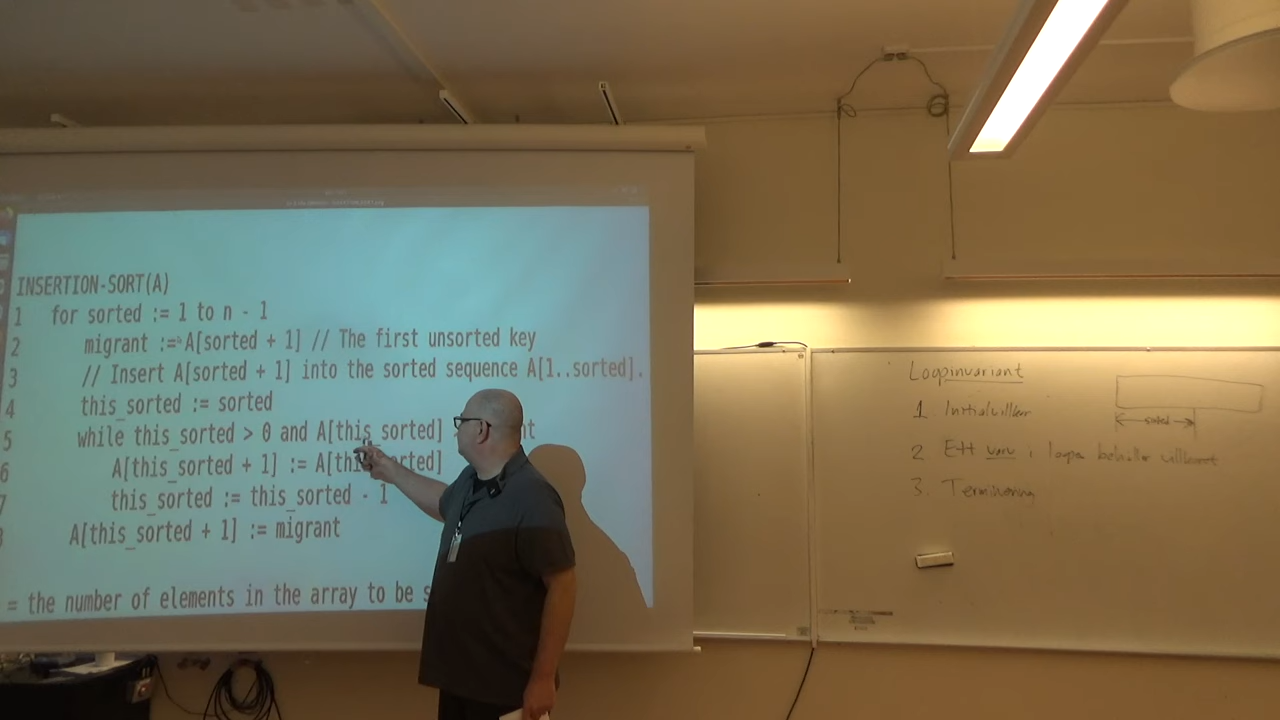 INSERTION-SORT(A)
1 for sorted := 1 to n - 1
2 migrant := A[sorted + 1] // The first unsorted key
3 // Insert A[sorted + 1] into the sorted sequence A[1..sorted].
4 this_sorted := sorted
5 while this_sorted > 0 and A[this_sorted]
6 A[this_sorted + 1] := A[this_sorted]
7 this_sorted := this_sorted - 1
A[this_sorted + 1] := migrant
= the number of elements in the array to be
Loopinvariant
1. Initialvillkor
2. Ett varv i loopen behåller villkoret
3. Terminering
sorted